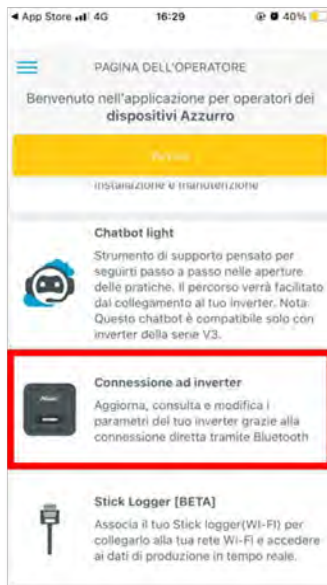 App Store 4G 16:29 40%
PAGINA DELL'OPERATORE
Benvenuto nell'applicazione per operatori dei
dispositivi Azzurro
installazione e manutenzione
Chatbot light
Strumento di supporto pensato per
seguirti passo a passo nelle aperture
delle pratiche. Il percorso verrà facilitato
dal collegamento al tuo inverter. Nota:
Questo chatbot è compatibile solo con
inverter della serie V3.
Connessione ad inverter
Aggiorna, consulta e modifica i
parametri del tuo inverter grazie alla
connessione diretta tramite Bluetooth
Stick Logger [BETA]
Associa il tuo Stick logger(WI-FI) per
collegarlo alla tua rete Wi-Fi e accedere
ai dati di produzione in tempo reale.